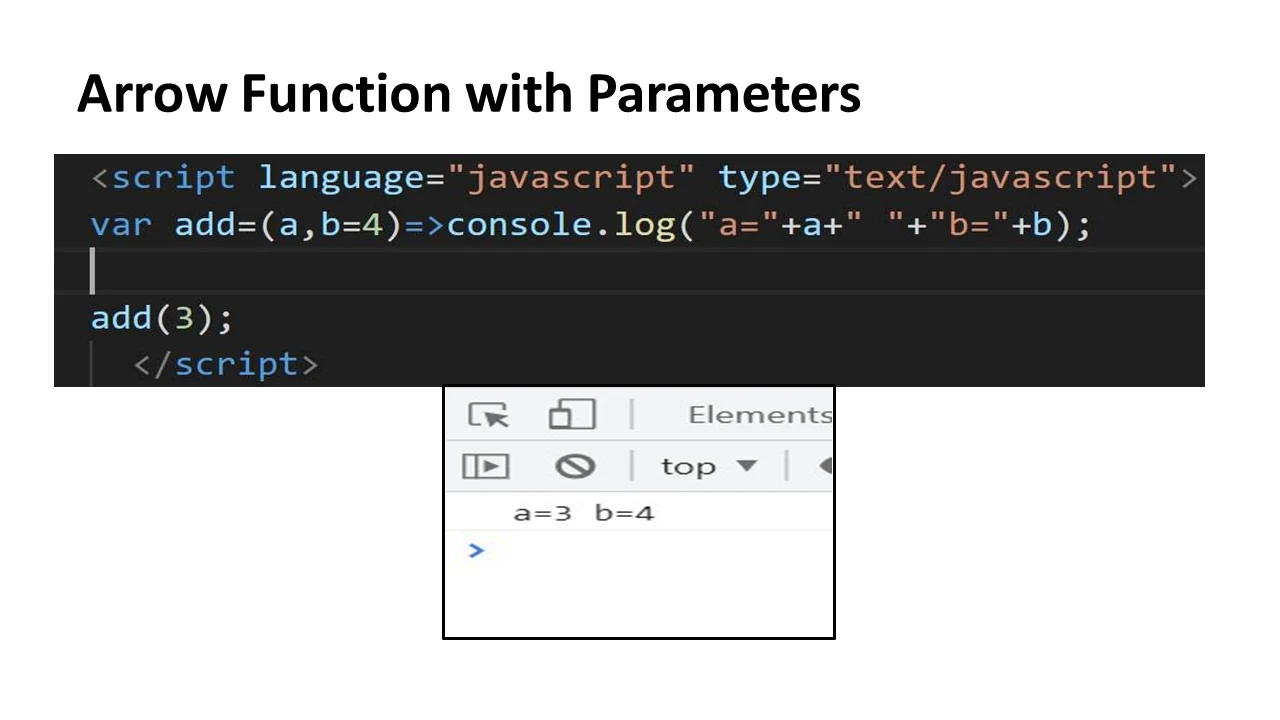 Arrow Function with Parameters
<script language="javascript" type="text/javascript">
var add=(a,b=4)=>console.log("a="+a+" "+"b="+b);
add(3);
</script>
Elements
top
a=3 b=4
>